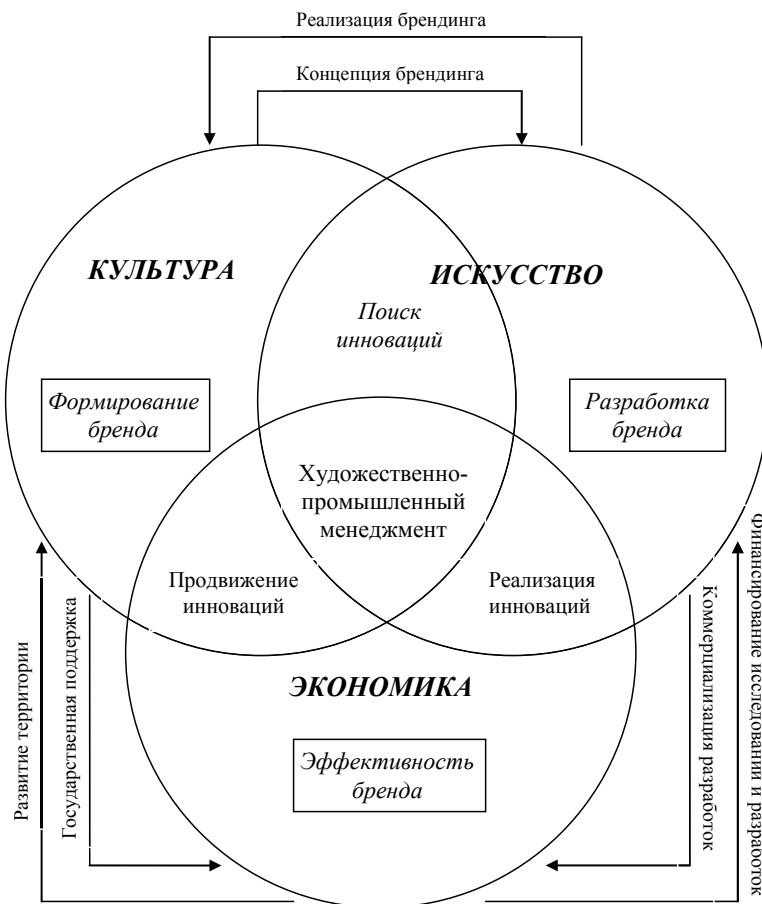 Реализация брендинга
Концепция брендинга
КУЛЬТУРА
ИСКУССТВО
Поиск
инноваций
Формирование
бренда
Разработка
бренда
Художественно-
промышленный
менеджмент
Продвижение
инноваций
Реализация
инноваций
ЭКОНОМИКА
Эффективность
бренда
Развитие территории
Государственная поддержка
Коммерциализация разработок
Финансирование исследовании и разработок